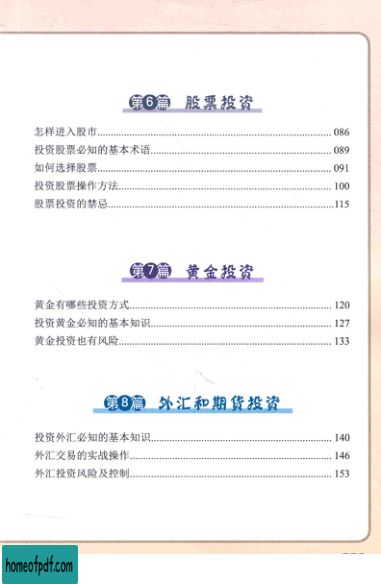 第6篇 股票投资
怎样进入股市 086
投资股票必知的基本术语 089
如何选择股票 091
投资股票操作方法 100
股票投资的禁忌 115
第7篇 黄金投资
黄金有哪些投资方式 120
投资黄金必知的基本知识 127
黄金投资也有风险 133
第8篇 外汇和期货投资
投资外汇必知的基本知识 140
外汇交易的实战操作 146
外汇投资风险及控制 153
homeofpdf.com